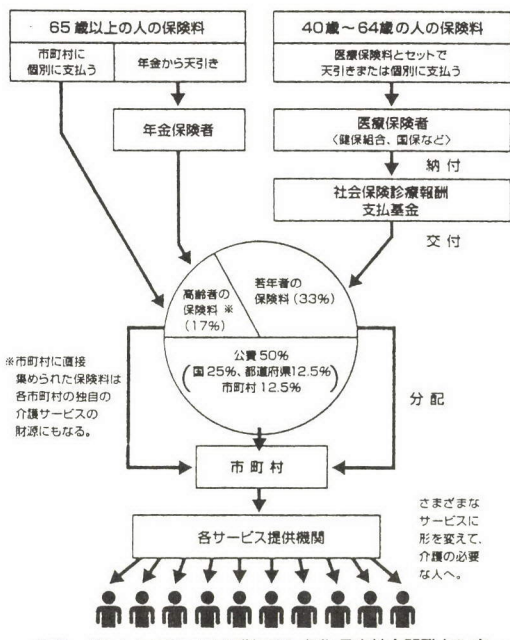 65歳以上の人の保険料
市町村に
個別に支払う
年金から天引き
年金保険者
40歳～64歳の人の保険料
医療保険料とセットで
天引きまたは個別に支払う
医療保険者
〈健保組合、国保など〉
納付
社会保険診療報酬
支払基金
交付
高齢者の
保険料 ※
(17%)
若年者の
保険料(33%)
公費50%
(国25%、都道府県12.5%
市町村12.5%)
※市町村に直接
集められた保険料は
各市町村の独自の
介護サービスの
財源にもなる。
分配
市町村
各サービス提供機関
さまざまな
サービスに
形を変えて、
介護の必要
な人へ。